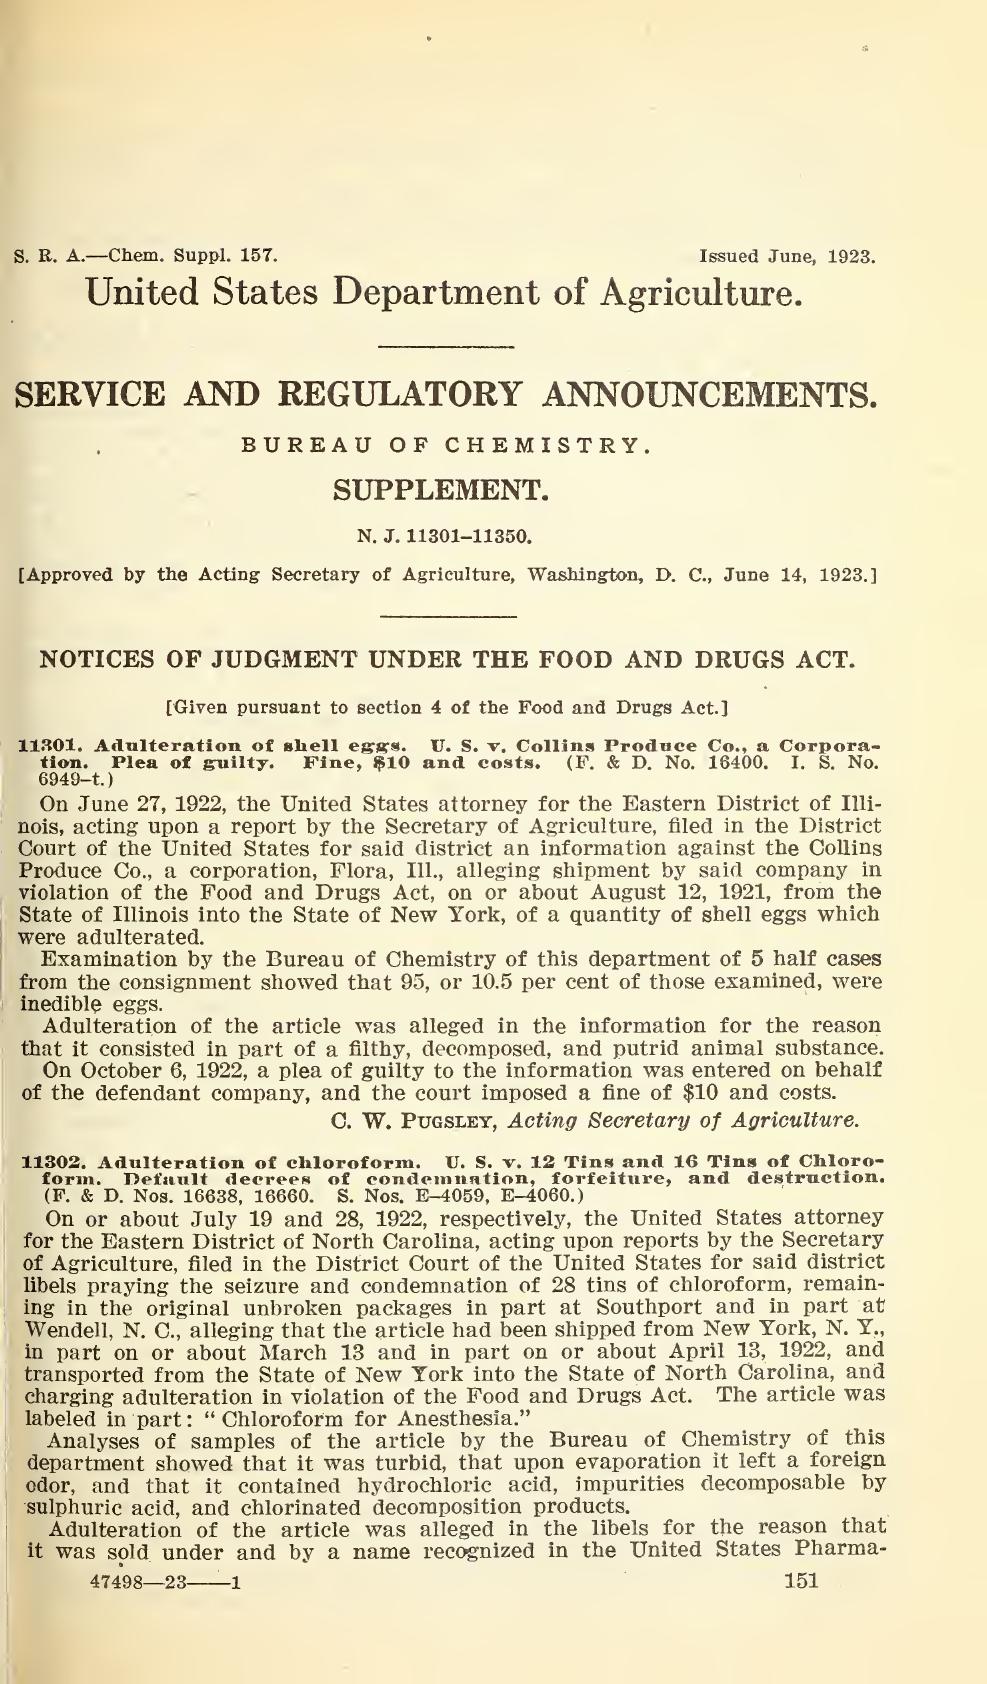 S. R. A.—Chem. Suppl. 157. Issued June, 1923.
United States Department of Agriculture.
SERVICE AND REGULATORY ANNOUNCEMENTS.
BUREAU OF CHEMISTRY.
SUPPLEMENT.
N. J. 11301–11350.
[Approved by the Acting Secretary of Agriculture, Washington, D. C., June 14, 1923.]
NOTICES OF JUDGMENT UNDER THE FOOD AND DRUGS ACT.
[Given pursuant to section 4 of the Food and Drugs Act.]
11301. Adulteration of shell eggs. U. S. v. Collins Produce Co., a Corpora-
tion. Plea of guilty. Fine, $10 and costs. (F. & D. No. 16400. I. S. No.
6949–t.)
On June 27, 1922, the United States attorney for the Eastern District of Illi-
nois, acting upon a report by the Secretary of Agriculture, filed in the District
Court of the United States for said district an information against the Collins
Produce Co., a corporation, Flora, Ill., alleging shipment by said company in
violation of the Food and Drugs Act, on or about August 12, 1921, from the
State of Illinois into the State of New York, of a quantity of shell eggs which
were adulterated.
Examination by the Bureau of Chemistry of this department of 5 half cases
from the consignment showed that 95, or 10.5 per cent of those examined, were
inedible eggs.
Adulteration of the article was alleged in the information for the reason
that it consisted in part of a filthy, decomposed, and putrid animal substance.
On October 6, 1922, a plea of guilty to the information was entered on behalf
of the defendant company, and the court imposed a fine of $10 and costs.
C. W. PUGSLEY, Acting Secretary of Agriculture.
11302. Adulteration of chloroform. U. S. v. 12 Tins and 16 Tins of Chloro-
form. Default decrees of condemnation, forfeiture, and destruction.
(F. & D. Nos. 16638, 16660. S. Nos. E–4059, E–4060.)
On or about July 19 and 28, 1922, respectively, the United States attorney
for the Eastern District of North Carolina, acting upon reports by the Secretary
of Agriculture, filed in the District Court of the United States for said district
libels praying the seizure and condemnation of 28 tins of chloroform, remain-
ing in the original unbroken packages in part at Southport and in part at
Wendell, N. C., alleging that the article had been shipped from New York, N. Y.,
in part on or about March 13 and in part on or about April 13, 1922, and
transported from the State of New York into the State of North Carolina, and
charging adulteration in violation of the Food and Drugs Act. The article was
labeled in part: “ Chloroform for Anesthesia.”
Analyses of samples of the article by the Bureau of Chemistry of this
department showed that it was turbid, that upon evaporation it left a foreign
odor, and that it contained hydrochloric acid, impurities decomposable by
sulphuric acid, and chlorinated decomposition products.
Adulteration of the article was alleged in the libels for the reason that
it was sold under and by a name recognized in the United States Pharma-
47498—23——1 151